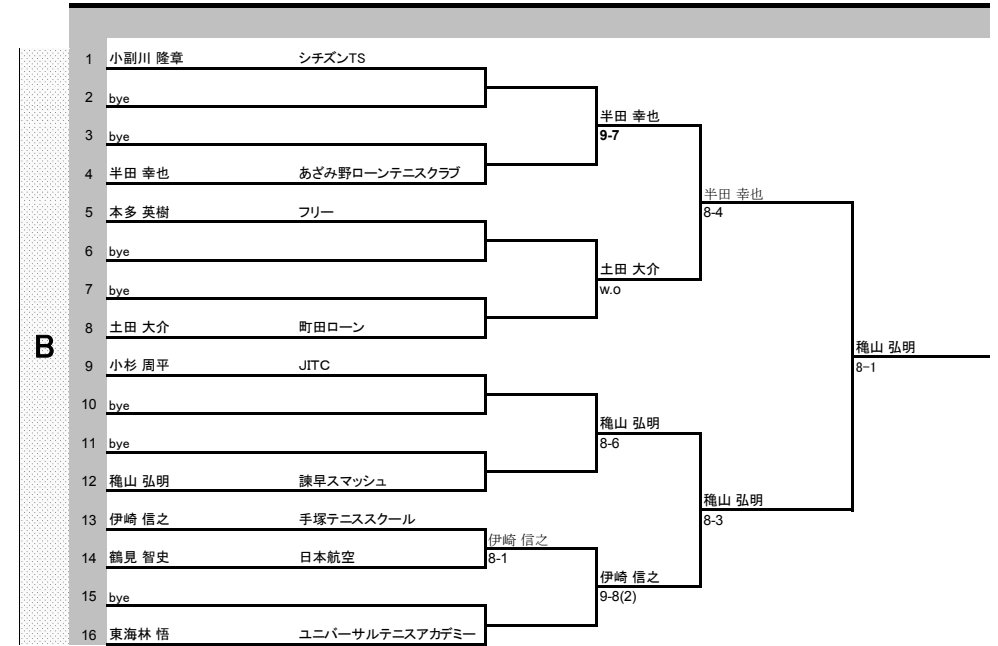 B
1 小副川 隆章 シチズンTS
2 bye
3 bye
4 半田 幸也 あざみ野ローンテニスクラブ
5 本多 英樹 フリー
6 bye
7 bye
8 土田 大介 町田ローン
9 小杉 周平 JITC
10 bye
11 bye
12 穐山 弘明 諫早スマッシュ
13 伊崎 信之 手塚テニススクール
14 鶴見 智史 日本航空
15 bye
16 東海林 悟 ユニバーサルテニスアカデミー
伊崎 信之
8-1
半田 幸也
9-7
土田 大介
w.o
穐山 弘明
8-6
伊崎 信之
9-8(2)
半田 幸也
8-4
穐山 弘明
8-3
穐山 弘明
8-1